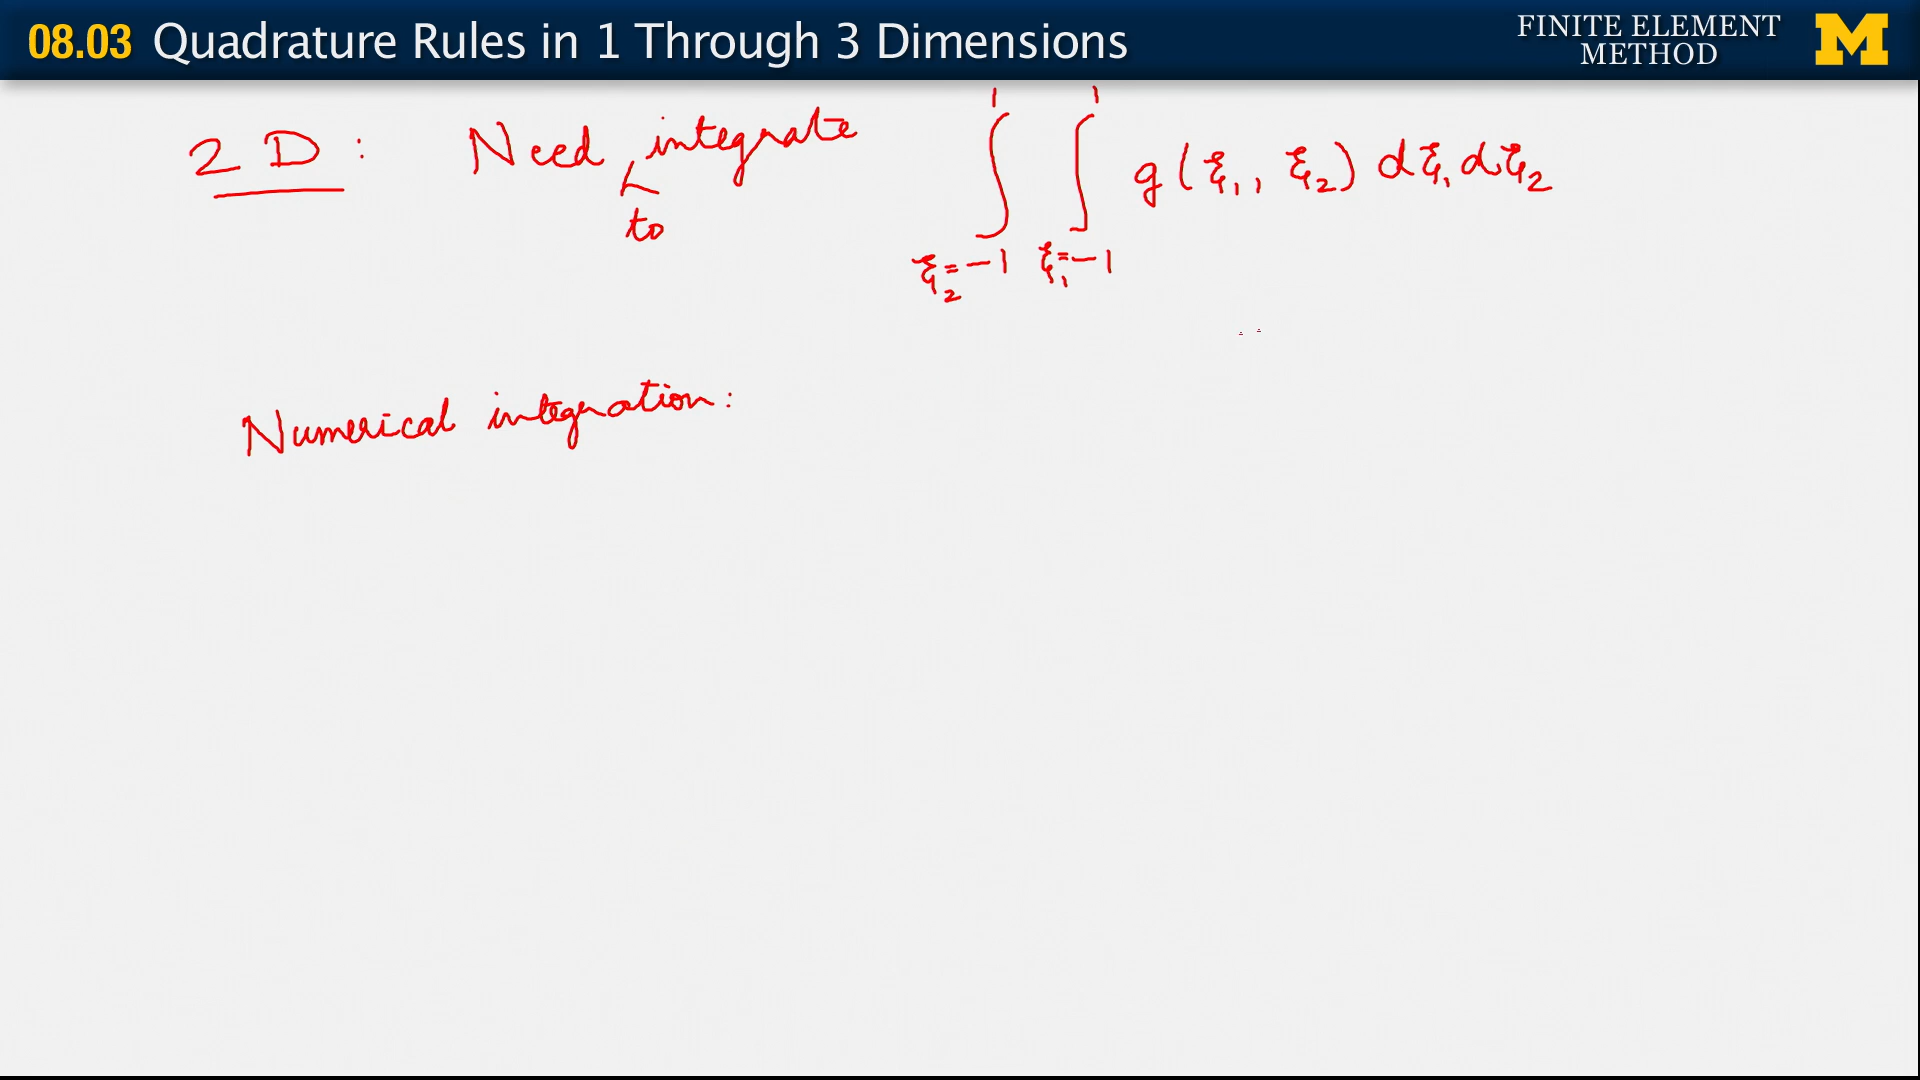 08.03 Quadrature Rules in 1 Through 3 Dimensions
FINITE ELEMENT
METHOD
M
2D: Need to integrate ∫_{ξ₂=-1}^{1} ∫_{ξ₁=-1}^{1} g(ξ₁, ξ₂) dξ₁ dξ₂
Numerical integration: